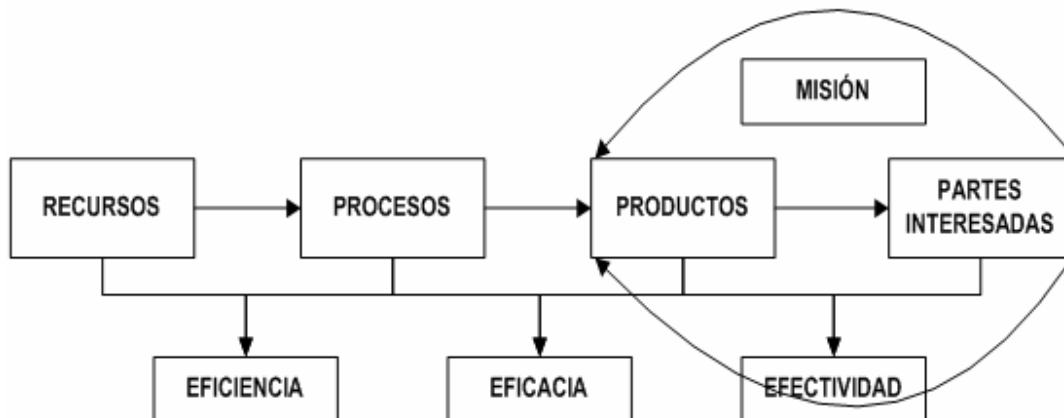 MISIÓN
RECURSOS
PROCESOS
PRODUCTOS
PARTES
INTERESADAS
EFICIENCIA
EFICACIA
EFECTIVIDAD